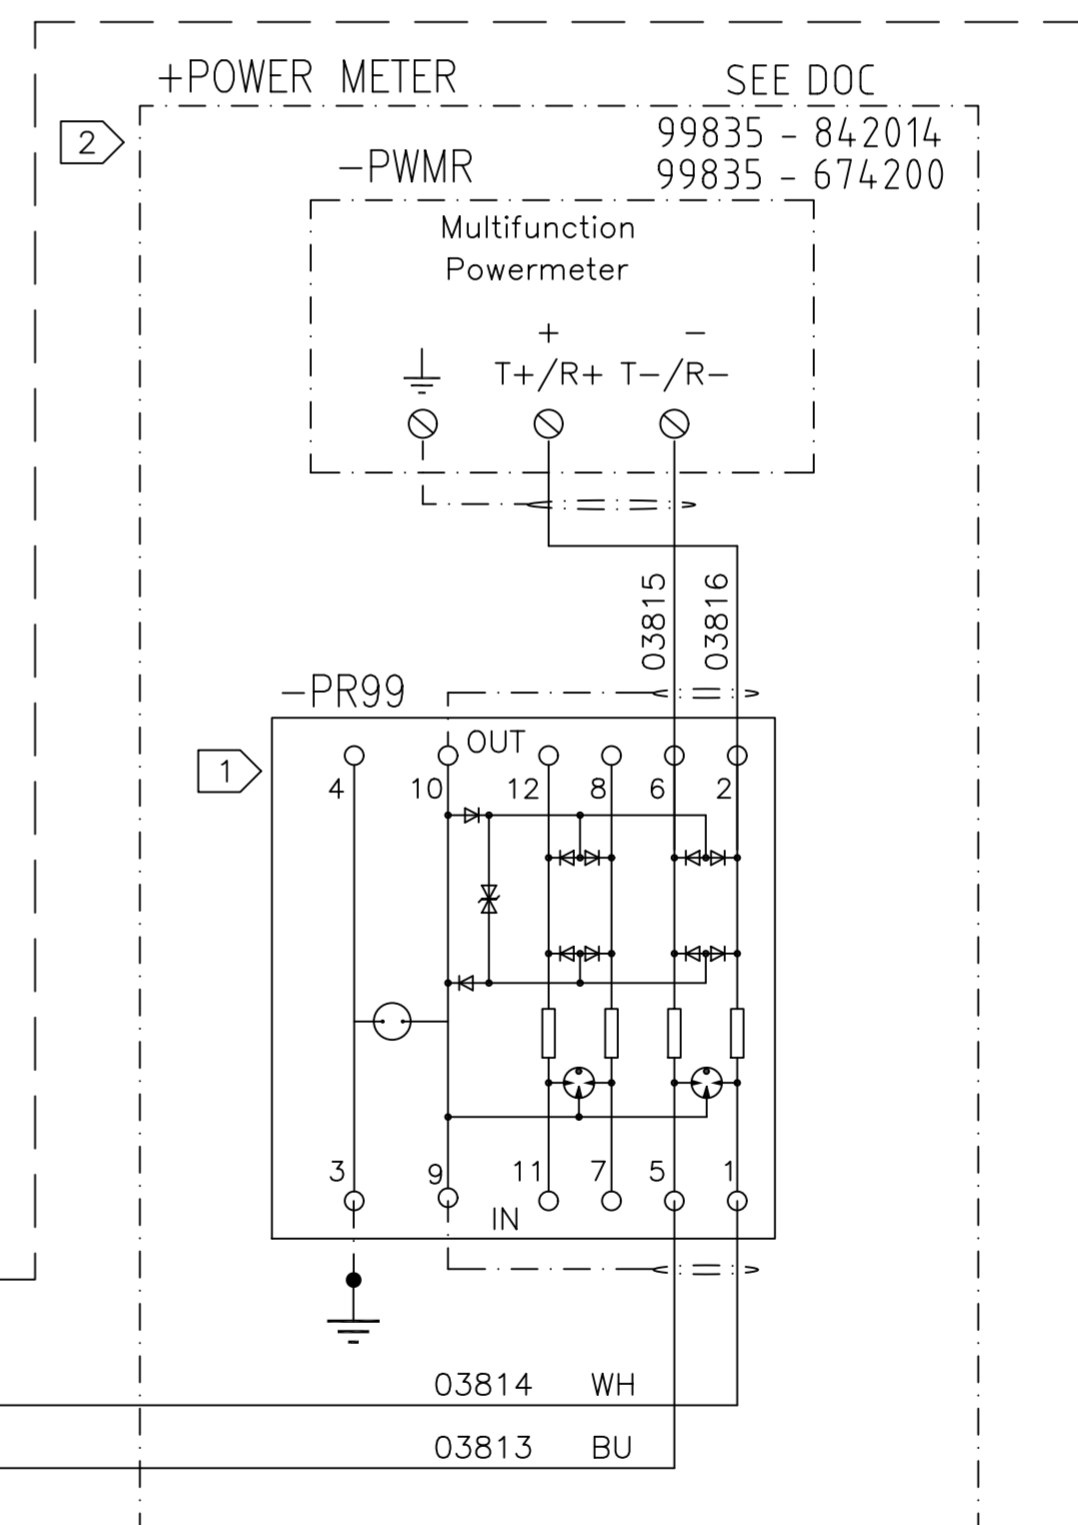 +POWER METER
SEE DOC
2
99835 - 842014
-PWMR
99835 - 674200
Multifunction
Powermeter
+ -
T+/R+ T-/R-
03815
03816
-PR99
OUT
1
4 10 12 8 6 2
3 9 11 7 5 1
IN
03814 WH
03813 BU